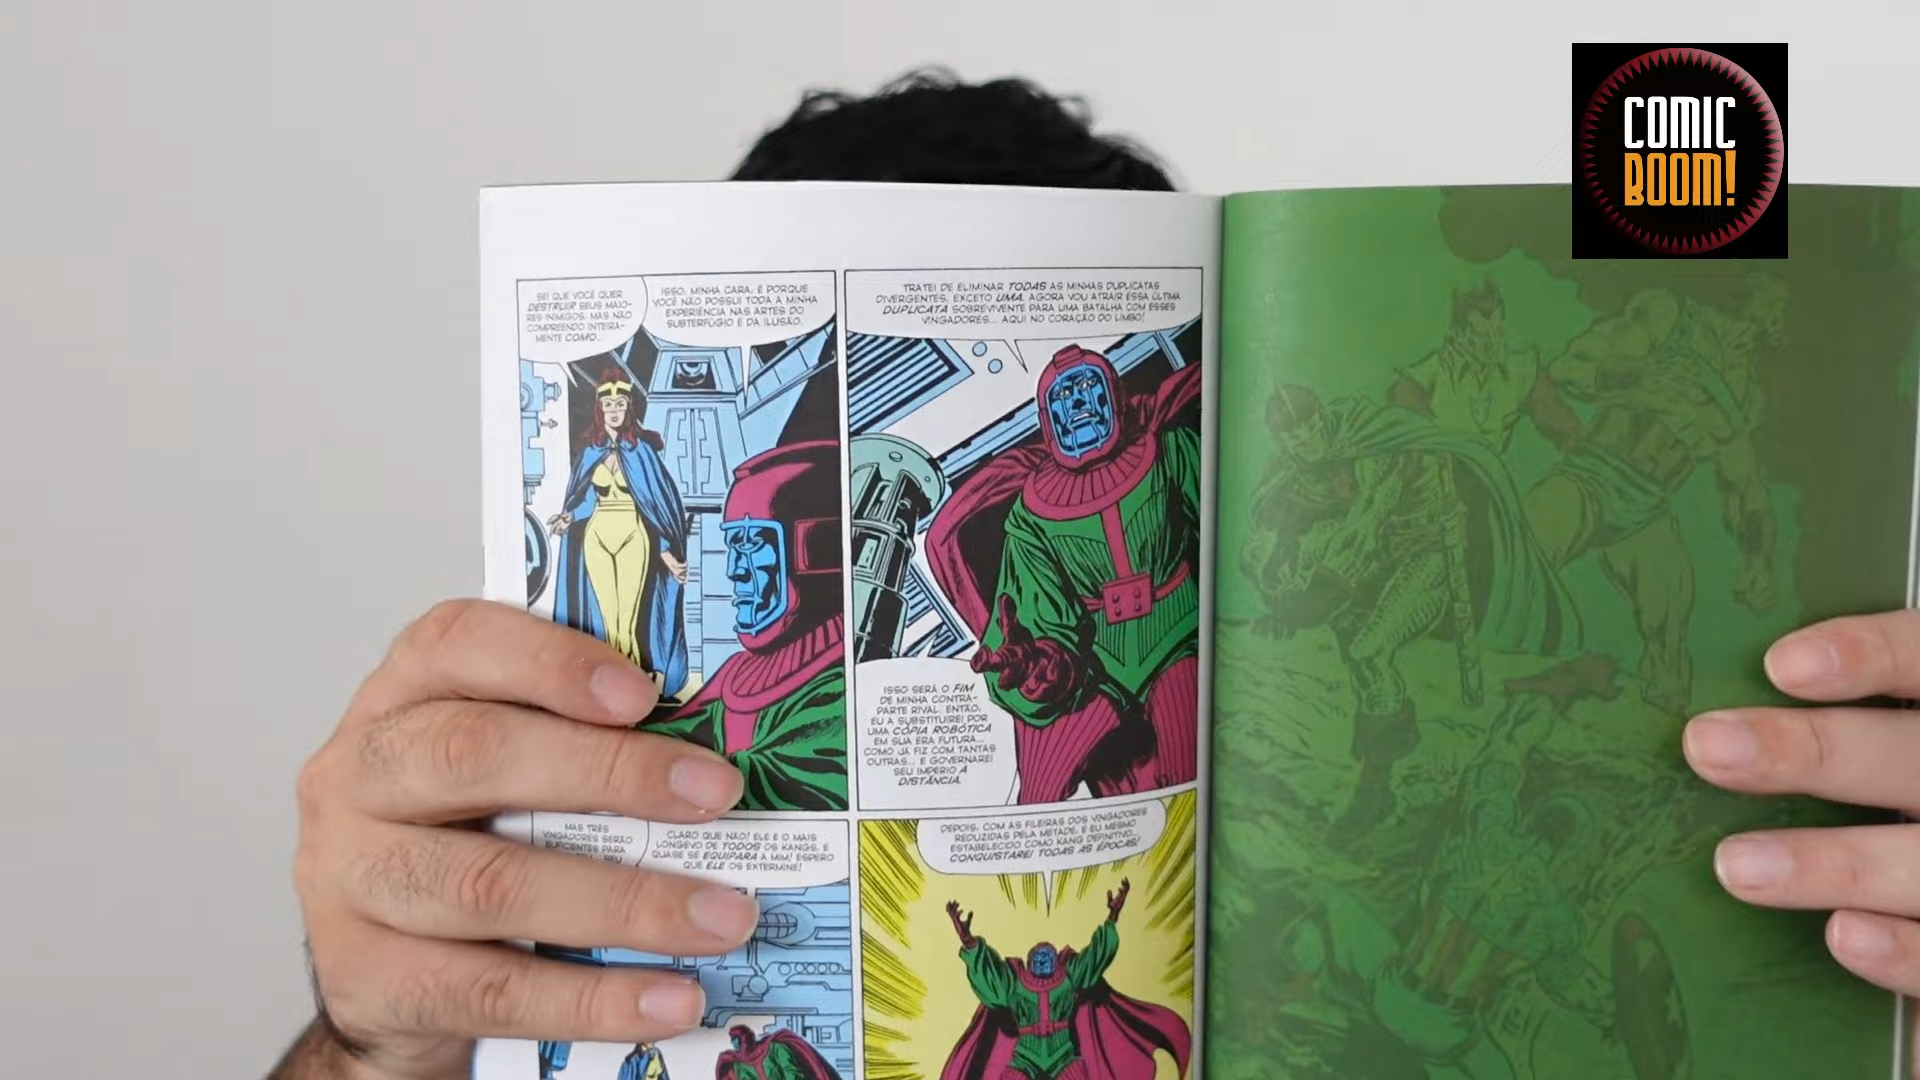 COMIC
BOOM!
SEI QUE VOCÊ QUER
DESTRUIR SEUS MAIO-
RES INIMIGOS, MAS NÃO
COMPREENDO INTEIRA-
MENTE COMO...
ISSO, MINHA CARA, É PORQUE
VOCÊ NÃO POSSUI TODA A MINHA
EXPERIÊNCIA NAS ARTES DO
SUBTERFÚGIO E DA ILUSÃO.
TRATEI DE ELIMINAR TODAS AS MINHAS DUPLICATAS
DIVERGENTES, EXCETO UMA. AGORA VOU ATRAIR ESSA ÚLTIMA
DUPLICATA SOBREVIVENTE PARA UMA BATALHA COM ESSES
VINGADORES... AQUI NO CORAÇÃO DO LIMBO!
ISSO SERÁ O FIM
DE MINHA CONTRA-
PARTE RIVAL. ENTÃO,
EU A SUBSTITUIREI POR
UMA CÓPIA ROBÓTICA
EM SUA ERA FUTURA...
COMO JÁ FIZ COM TANTAS
OUTRAS... E GOVERNAREI
SEU IMPÉRIO À
DISTÂNCIA.
MAS TRÊS
VINGADORES SERÃO
SUFICIENTES PARA
SEU
CLARO QUE NÃO! ELE É O MAIS
LONGEVO DE TODOS OS KANGS, E
QUASE SE EQUIPARA A MIM! ESPERO
QUE ELE OS EXTERMINE!
DEPOIS, COM AS FILEIRAS DOS VINGADORES
REDUZIDAS PELA METADE, E EU MESMO
ESTABELECIDO COMO KANG DEFINITIVO...
CONQUISTAREI TODAS AS ÉPOCAS!